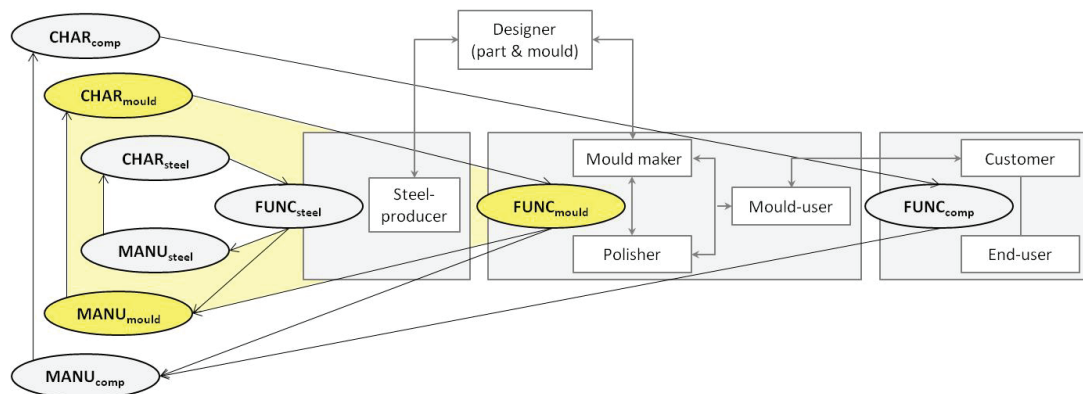 CHARcomp
Designer
(part & mould)
CHARmould
CHARsteel
Mould maker
Customer
Steel-
producer
FUNCsteel
FUNCmould
Mould-user
FUNCcomp
MANUsteel
Polisher
End-user
MANUmould
MANUcomp